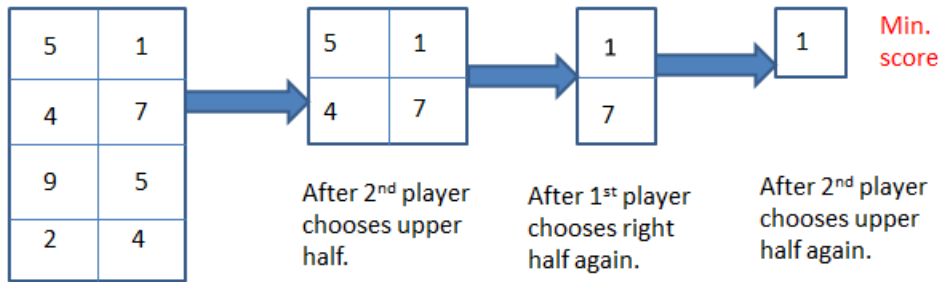 5 1
4 7
9 5
2 4
5 1
4 7
After 2nd player
chooses upper
half.
1
7
After 1st player
chooses right
half again.
1
After 2nd player
chooses upper
half again.
Min.
score